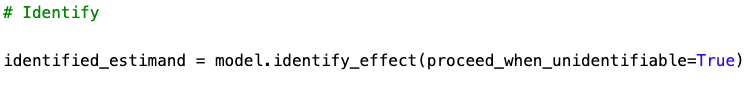 # Identify
identified_estimand = model.identify_effect(proceed_when_unidentifiable=True)